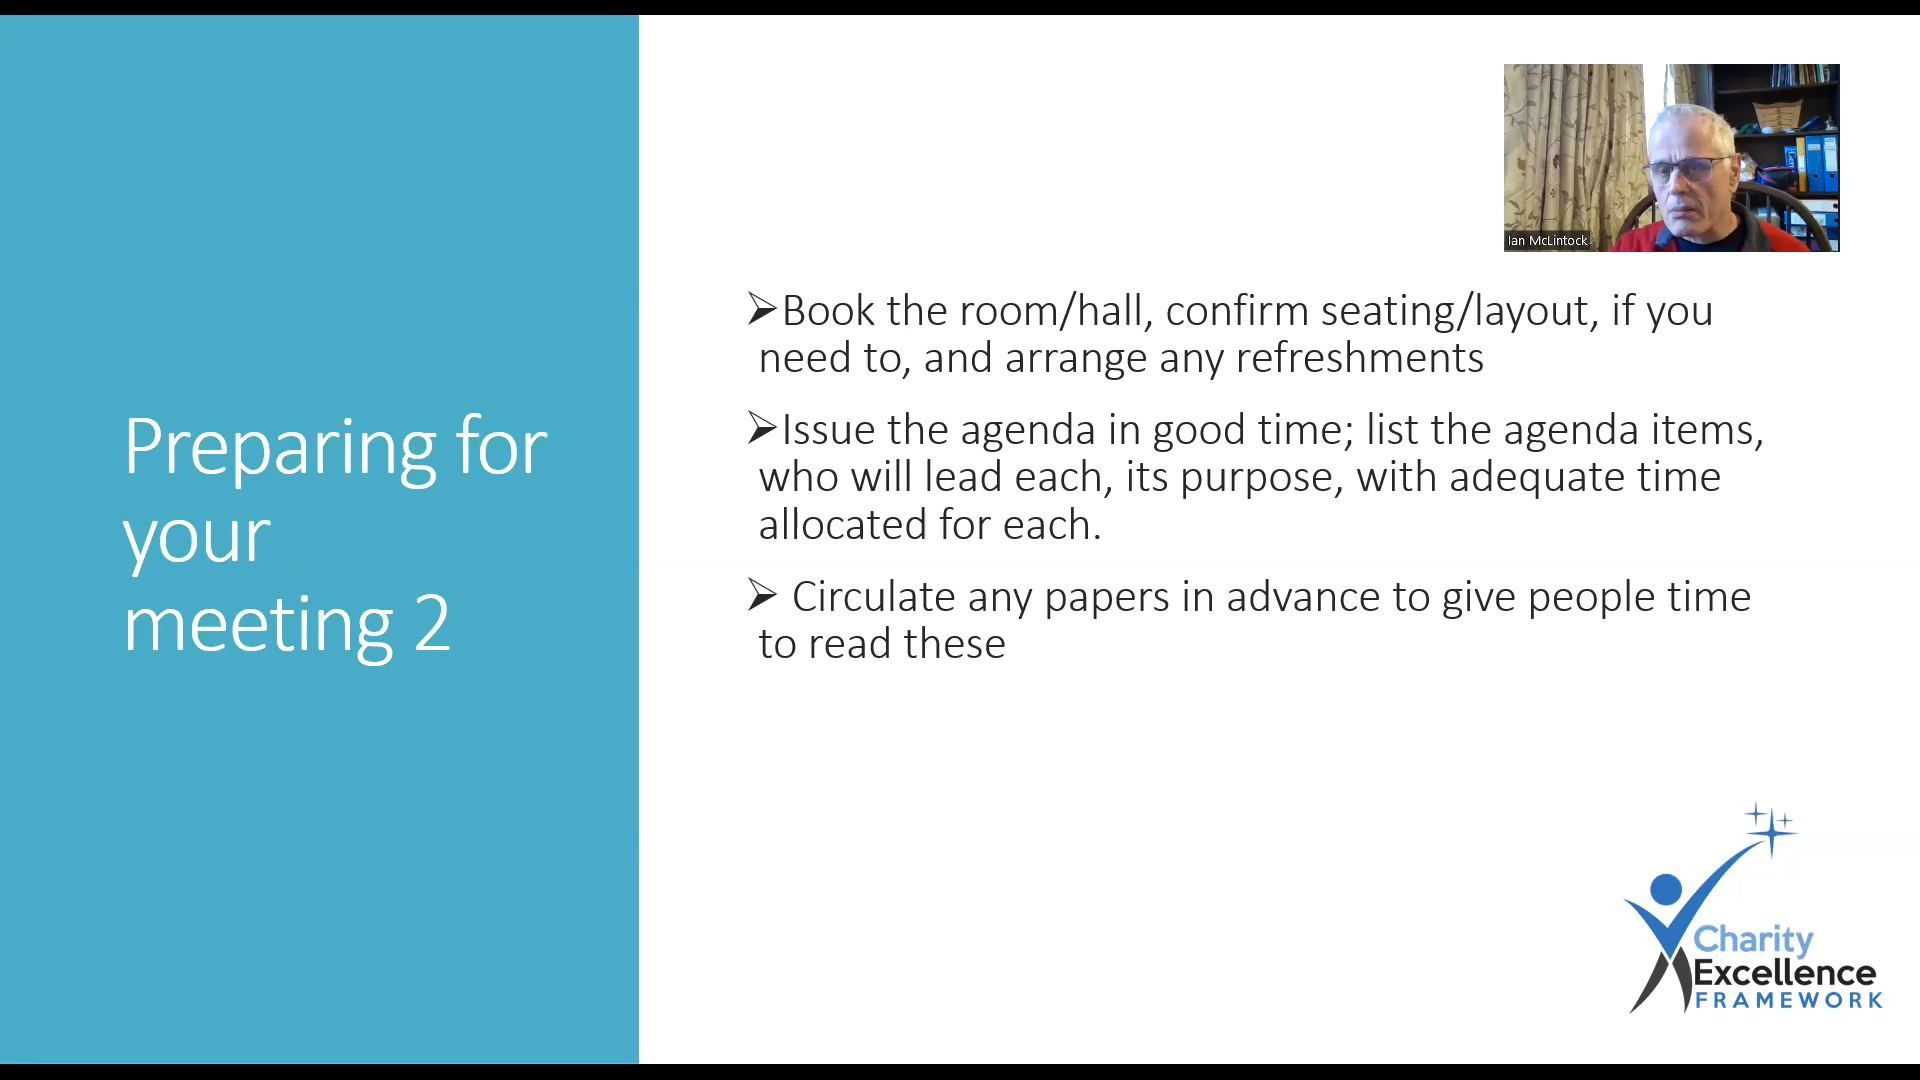 Preparing for
your
meeting 2
Ian McLintock
➢Book the room/hall, confirm seating/layout, if you
need to, and arrange any refreshments
➢Issue the agenda in good time; list the agenda items,
who will lead each, its purpose, with adequate time
allocated for each.
➢ Circulate any papers in advance to give people time
to read these
Charity
Excellence
FRAMEWORK